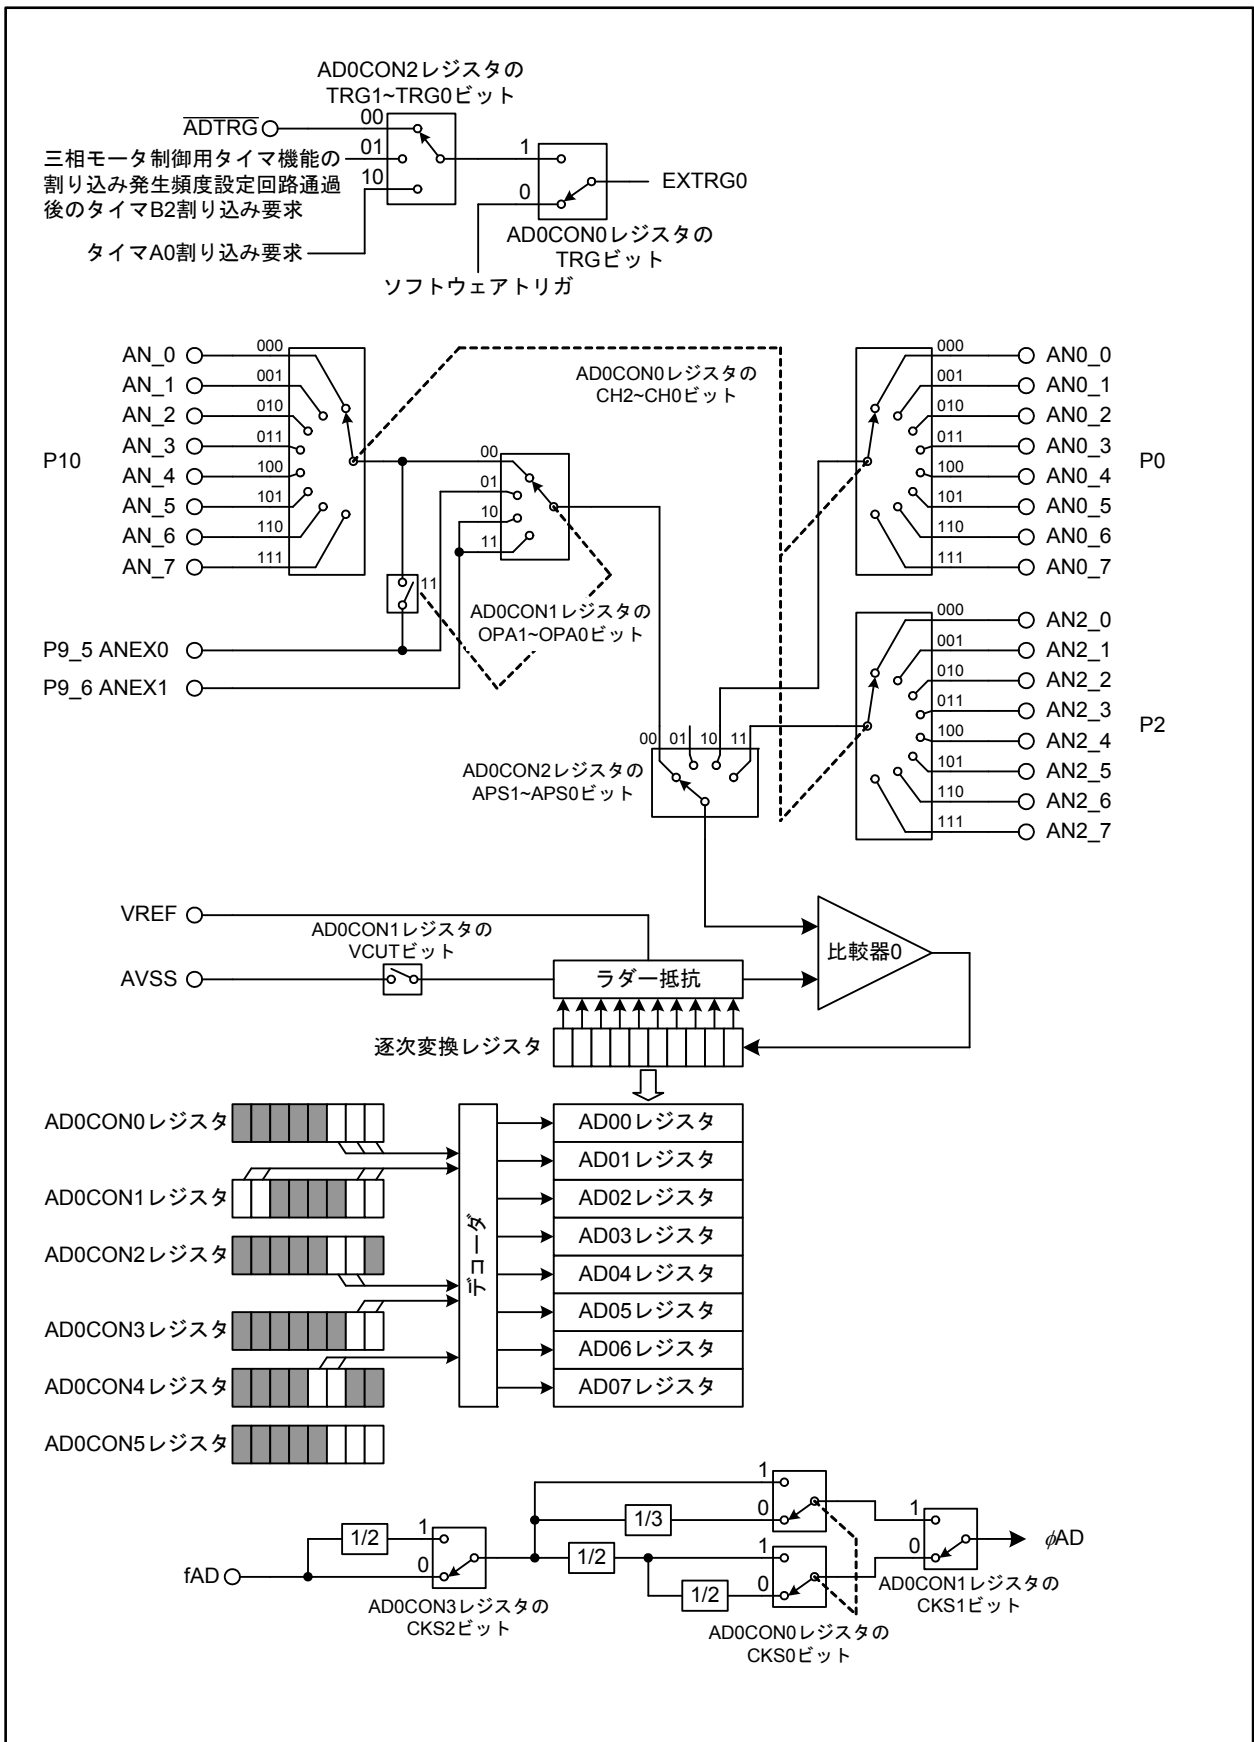 AD0CON2レジスタの
TRG1~TRG0ビット
ADTRG
00
01
10
三相モータ制御用タイマ機能の
割り込み発生頻度設定回路通過
後のタイマB2割り込み要求
タイマA0割り込み要求
1
0
EXTRG0
AD0CON0レジスタの
TRGビット
ソフトウェアトリガ
P10
AN_0
000
AN_1
001
AN_2
010
AN_3
011
AN_4
100
AN_5
101
AN_6
110
AN_7
111
AD0CON0レジスタの
CH2~CH0ビット
00
01
10
11
11
AD0CON1レジスタの
OPA1~OPA0ビット
P9_5 ANEX0
P9_6 ANEX1
000
AN0_0
001
AN0_1
010
AN0_2
011
AN0_3
100
AN0_4
101
AN0_5
110
AN0_6
111
AN0_7
P0
000
AN2_0
001
AN2_1
010
AN2_2
011
AN2_3
100
AN2_4
101
AN2_5
110
AN2_6
111
AN2_7
P2
00
01
10
11
AD0CON2レジスタの
APS1~APS0ビット
VREF
AD0CON1レジスタの
VCUTビット
AVSS
ラダー抵抗
比較器0
逐次変換レジスタ
AD0CON0レジスタ
AD0CON1レジスタ
AD0CON2レジスタ
AD0CON3レジスタ
AD0CON4レジスタ
AD0CON5レジスタ
デコーダ
AD00レジスタ
AD01レジスタ
AD02レジスタ
AD03レジスタ
AD04レジスタ
AD05レジスタ
AD06レジスタ
AD07レジスタ
fAD
1/2
1
0
AD0CON3レジスタの
CKS2ビット
1/3
1/2
1/2
1
0
1
0
AD0CON0レジスタの
CKS0ビット
1
0
AD0CON1レジスタの
CKS1ビット
ϕAD